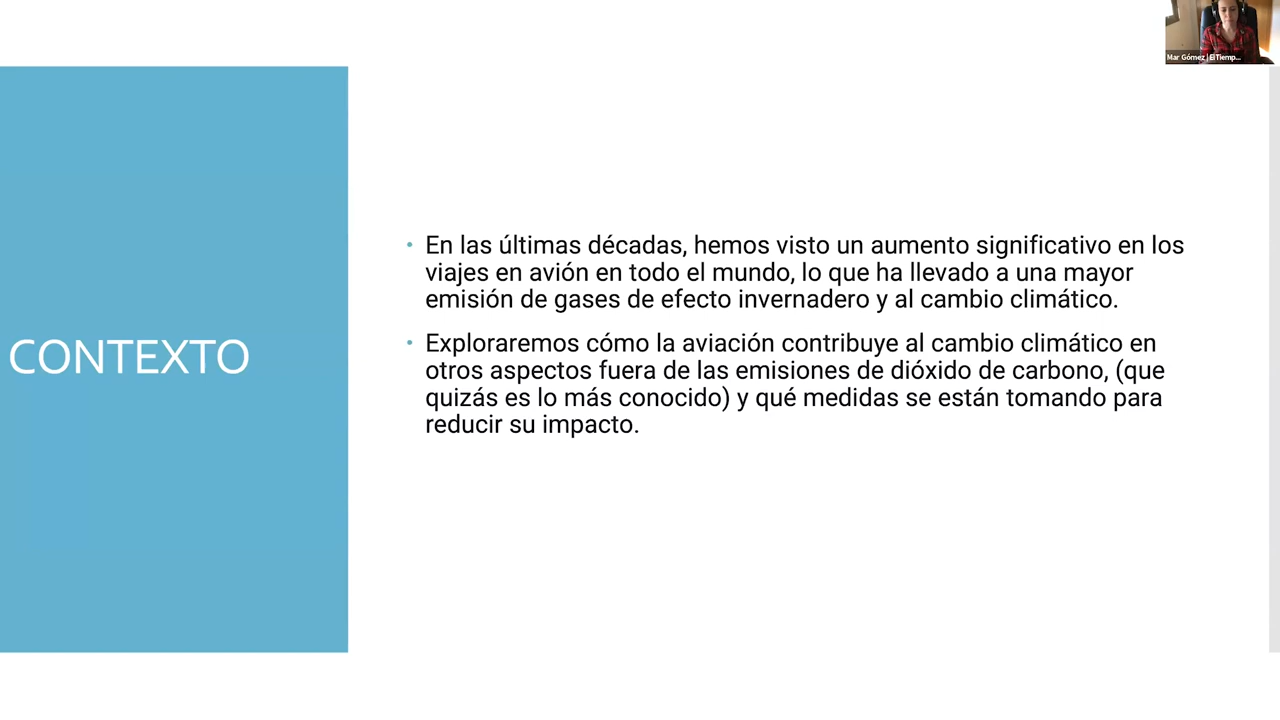 Mar Gómez | ElTiemp...
CONTEXTO
• En las últimas décadas, hemos visto un aumento significativo en los
viajes en avión en todo el mundo, lo que ha llevado a una mayor
emisión de gases de efecto invernadero y al cambio climático.
• Exploraremos cómo la aviación contribuye al cambio climático en
otros aspectos fuera de las emisiones de dióxido de carbono, (que
quizás es lo más conocido) y qué medidas se están tomando para
reducir su impacto.